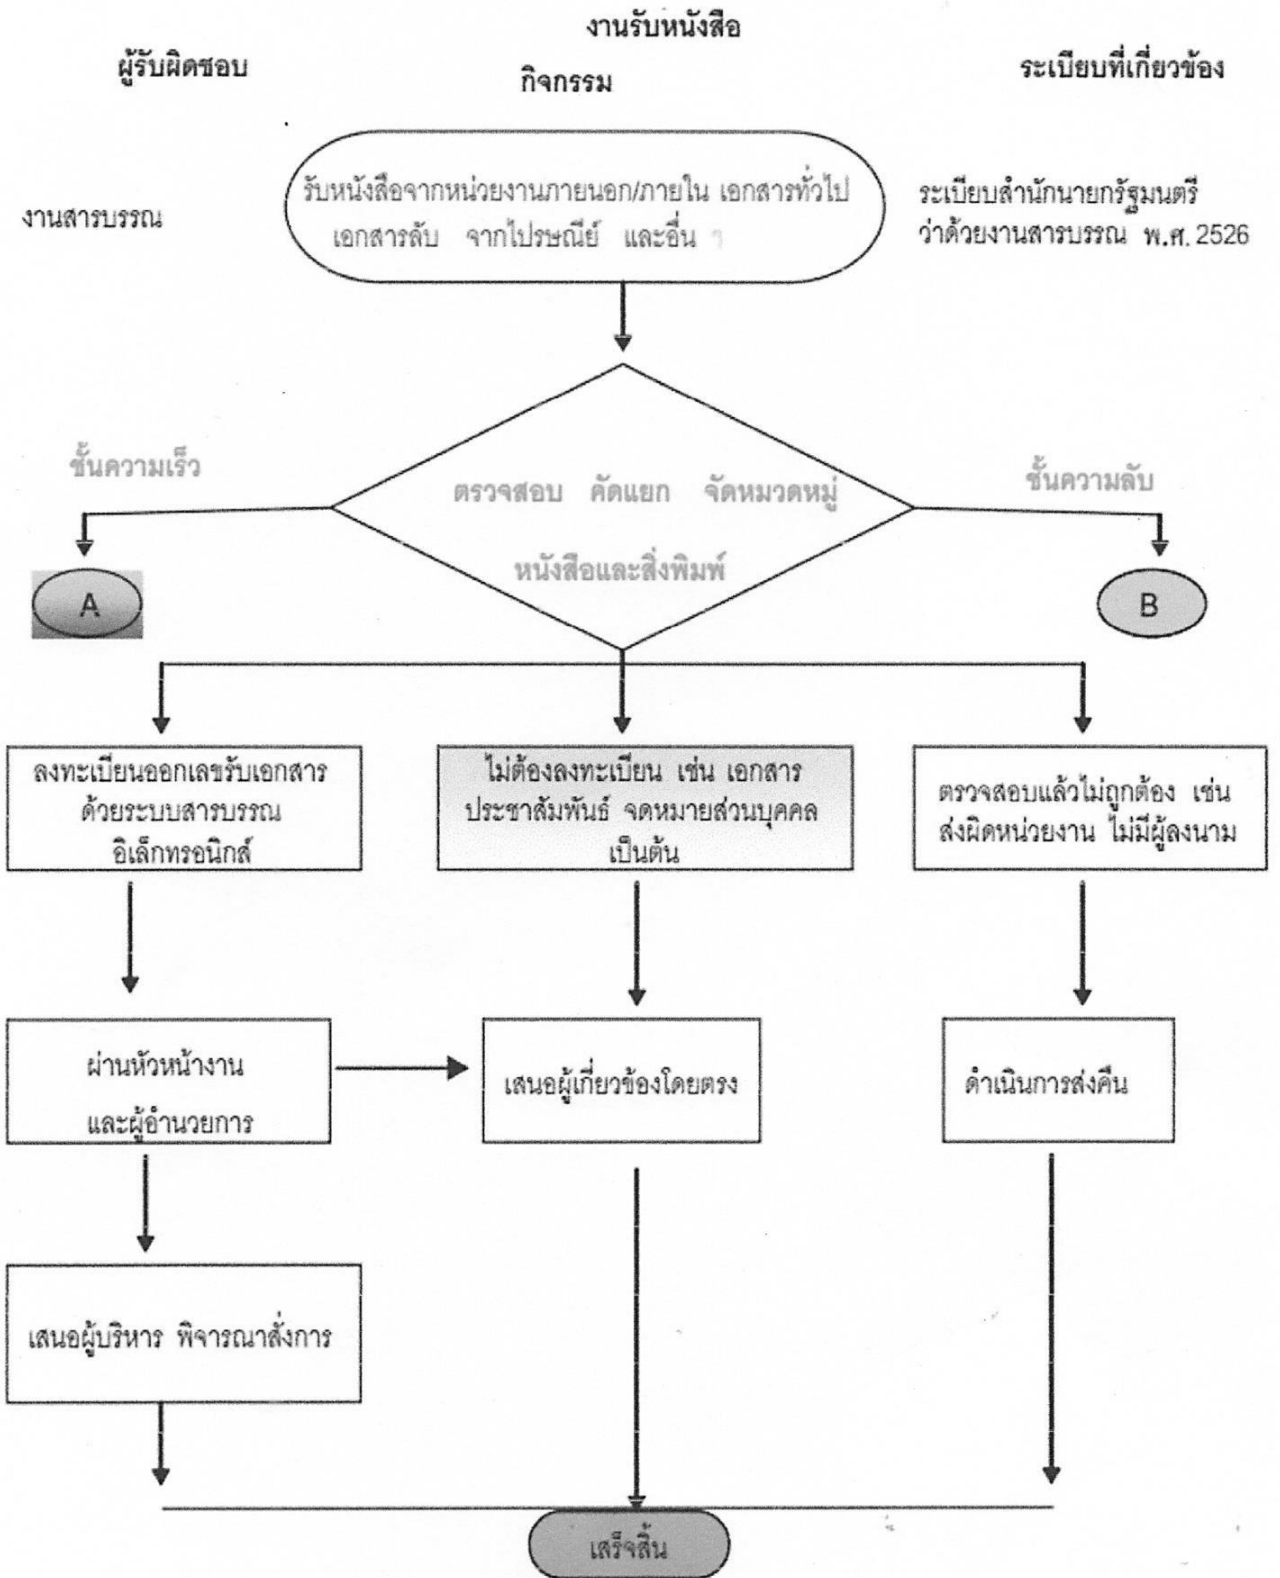 งานรับหนังสือ
ผู้รับผิดชอบ
กิจกรรม
ระเบียบที่เกี่ยวข้อง
งานสารบรรณ
รับหนังสือจากหน่วยงานภายนอก/ภายใน เอกสารทั่วไป
เอกสารลับ จากไปรษณีย์ และอื่น ๆ
ระเบียบสำนักนายกรัฐมนตรี
ว่าด้วยงานสารบรรณ พ.ศ. 2526
ชั้นความเร็ว
ตรวจสอบ คัดแยก จัดหมวดหมู่
หนังสือและสิ่งพิมพ์
ชั้นความลับ
A
B
ลงทะเบียนออกเลขรับเอกสาร
ด้วยระบบสารบรรณ
อิเล็กทรอนิกส์
ไม่ต้องลงทะเบียน เช่น เอกสาร
ประชาสัมพันธ์ จดหมายส่วนบุคคล
เป็นต้น
ตรวจสอบแล้วไม่ถูกต้อง เช่น
ส่งผิดหน่วยงาน ไม่มีผู้ลงนาม
ผ่านหัวหน้างาน
และผู้อำนวยการ
เสนอผู้เกี่ยวข้องโดยตรง
ดำเนินการส่งคืน
เสนอผู้บริหาร พิจารณาสั่งการ
เสร็จสิ้น